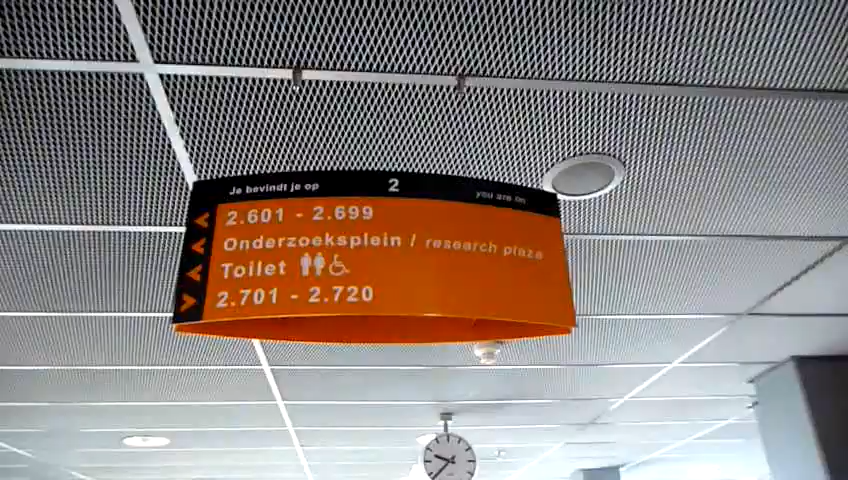 Je bevindt je op 2 you are on
2.601 - 2.699
Onderzoeksplein / research plaza
Toilet
2.701 - 2.720